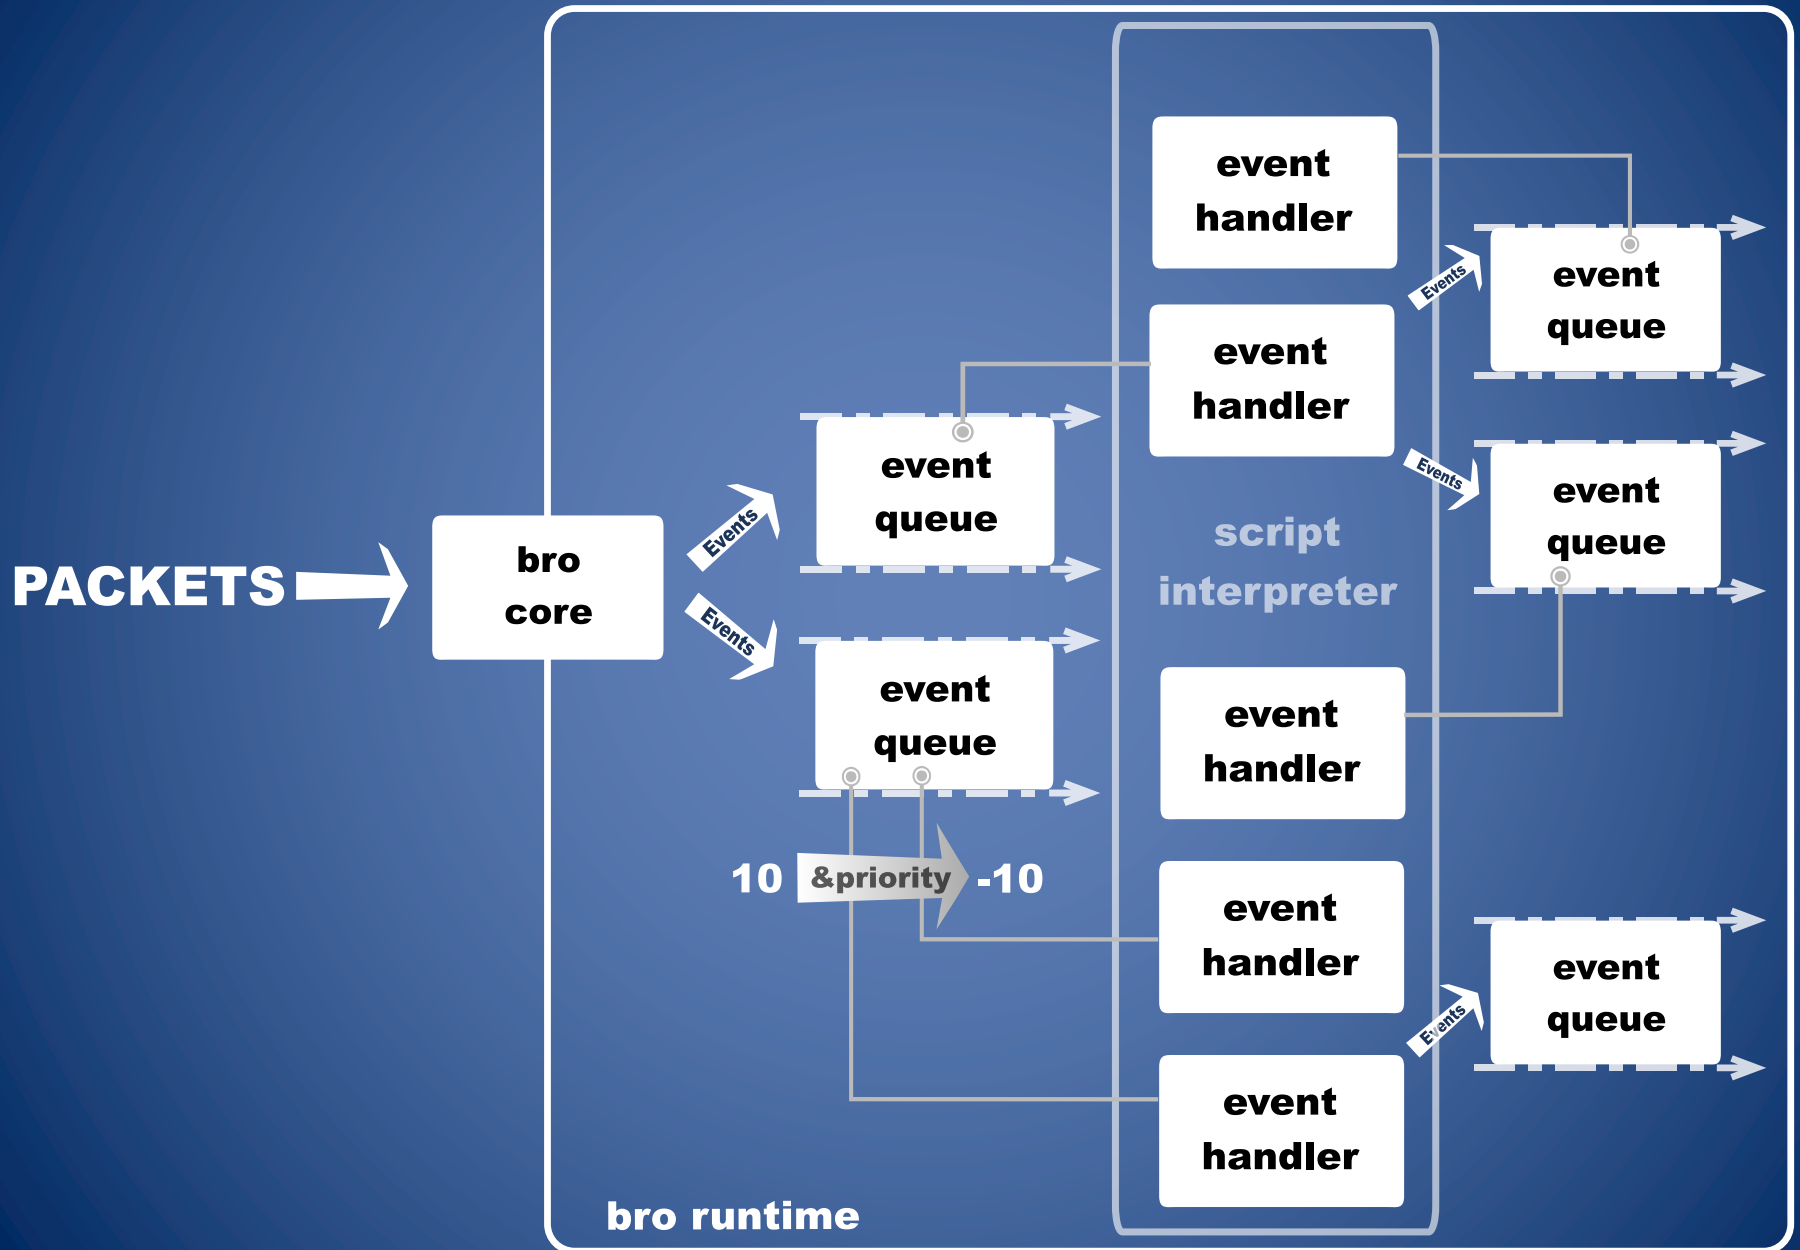 PACKETS
bro
core
Events
Events
event
queue
event
queue
10
&priority
-10
event
handler
event
handler
script
interpreter
event
handler
event
handler
event
handler
Events
Events
Events
event
queue
event
queue
event
queue
bro runtime